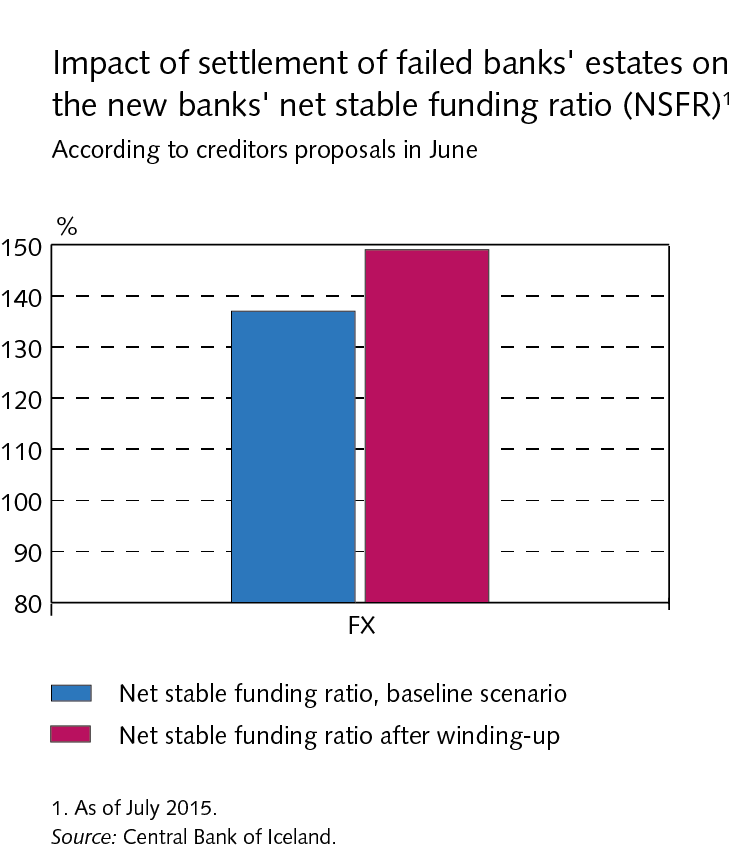 Impact of settlement of failed banks' estates on
the new banks' net stable funding ratio (NSFR)¹
According to creditors proposals in June
%
150
140
130
120
110
100
90
80
FX
Net stable funding ratio, baseline scenario
Net stable funding ratio after winding-up
1. As of July 2015.
Source: Central Bank of Iceland.